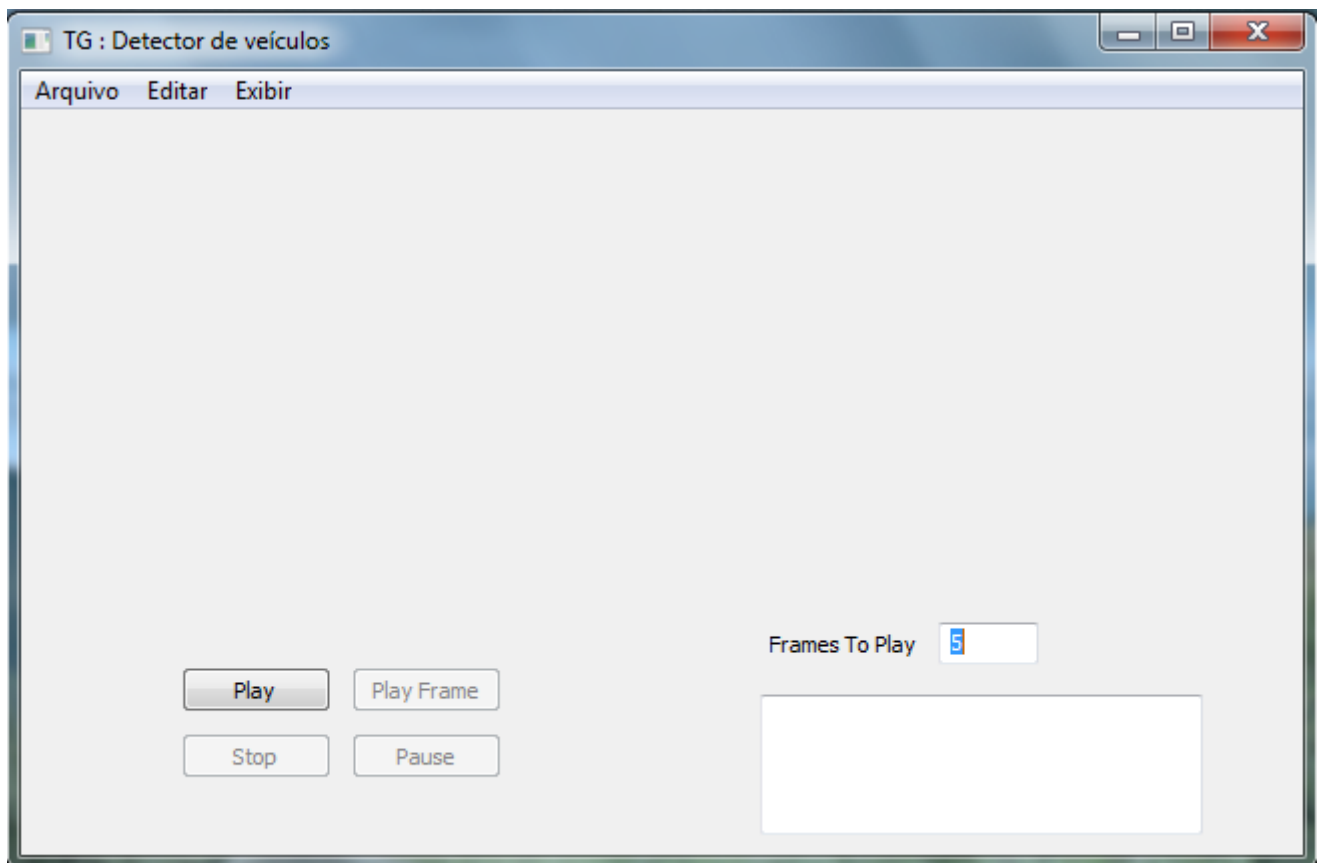 TG : Detector de veículos
Arquivo Editar Exibir
Frames To Play 5
Play Play Frame
Stop Pause